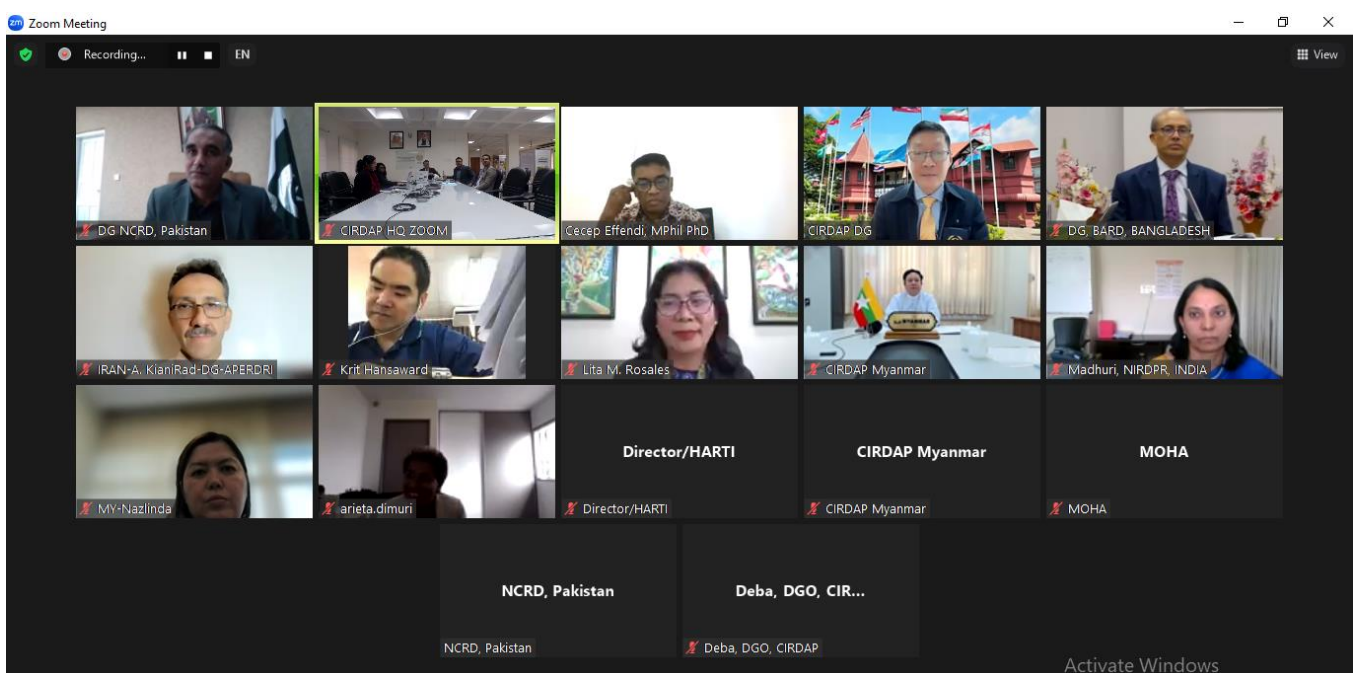 zm Zoom Meeting
Recording... EN
View
DG NCRD, Pakistan
CIRDAP HQ ZOOM
Cecep Effendi, MPhil PhD
CIRDAP DG
DG, BARD, BANGLADESH
IRAN-A. KianiRad-DG-APERDRI
Krit Hansaward
Lita M. Rosales
CIRDAP Myanmar
Madhuri, NIRDPR, INDIA
MY-Nazlinda
arieta.dimuri
Director/HARTI
Director/HARTI
CIRDAP Myanmar
CIRDAP Myanmar
MOHA
MOHA
NCRD, Pakistan
NCRD, Pakistan
Deba, DGO, CIR...
Deba, DGO, CIRDAP
Activate Windows